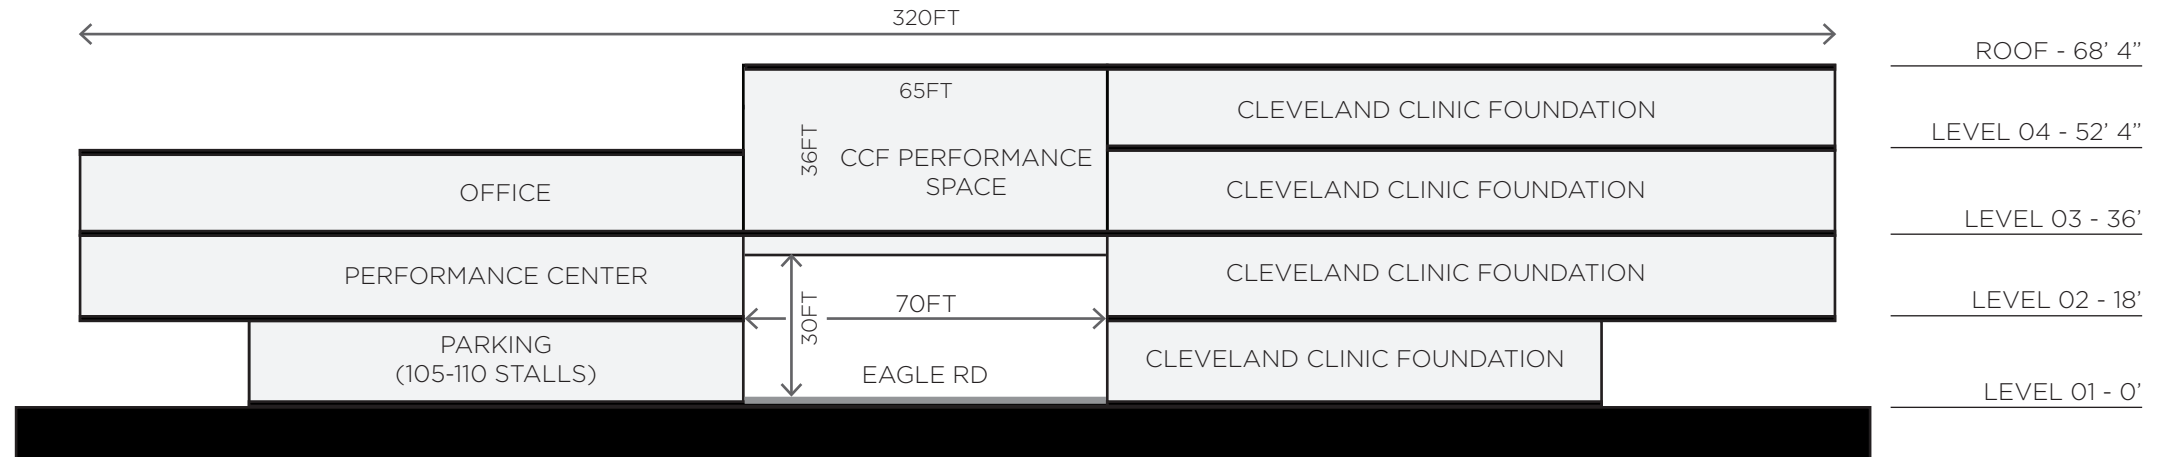 320FT
ROOF - 68’ 4”
65FT
CLEVELAND CLINIC FOUNDATION
LEVEL 04 - 52’ 4”
36FT
CCF PERFORMANCE
SPACE
OFFICE
CLEVELAND CLINIC FOUNDATION
LEVEL 03 - 36’
PERFORMANCE CENTER
CLEVELAND CLINIC FOUNDATION
LEVEL 02 - 18’
70FT
30FT
PARKING
(105-110 STALLS)
EAGLE RD
CLEVELAND CLINIC FOUNDATION
LEVEL 01 - 0’